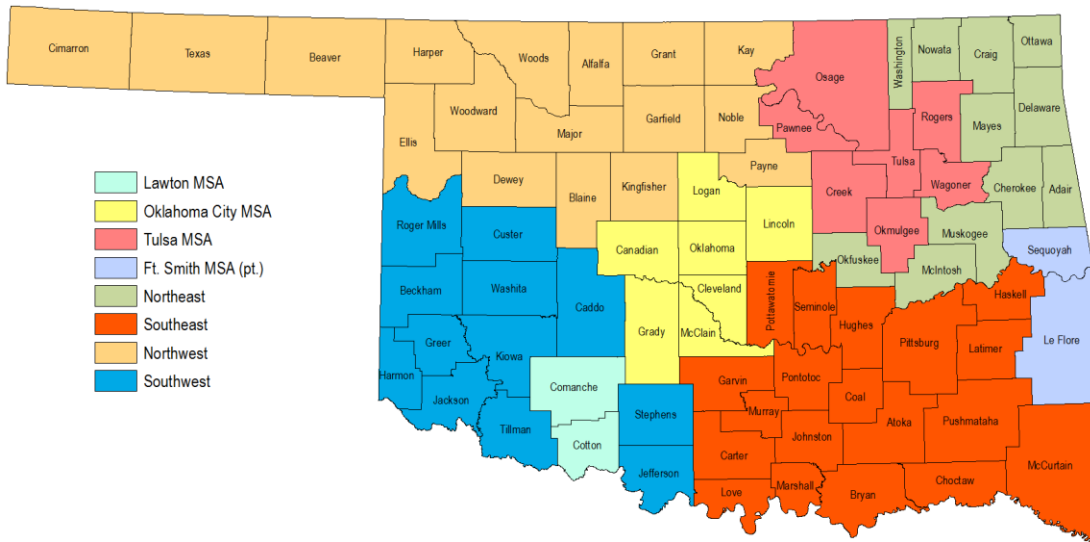 Cimarron
Texas
Beaver
Harper
Woods
Alfalfa
Grant
Kay
Osage
Washington
Nowata
Craig
Ottawa
Woodward
Ellis
Major
Garfield
Noble
Pawnee
Rogers
Mayes
Delaware
Dewey
Blaine
Kingfisher
Logan
Payne
Creek
Tulsa
Wagoner
Cherokee
Adair
Roger Mills
Custer
Canadian
Oklahoma
Lincoln
Okmulgee
Muskogee
Sequoyah
Okfuskee
McIntosh
Beckham
Washita
Caddo
Grady
Cleveland
McClain
Pottawatomie
Seminole
Hughes
Pittsburg
Haskell
Latimer
Le Flore
Greer
Harmon
Kiowa
Jackson
Comanche
Tillman
Cotton
Stephens
Jefferson
Garvin
Murray
Pontotoc
Coal
Atoka
Pushmataha
McCurtain
Carter
Johnston
Love
Marshall
Bryan
Choctaw
Lawton MSA
Oklahoma City MSA
Tulsa MSA
Ft. Smith MSA (pt.)
Northeast
Southeast
Northwest
Southwest